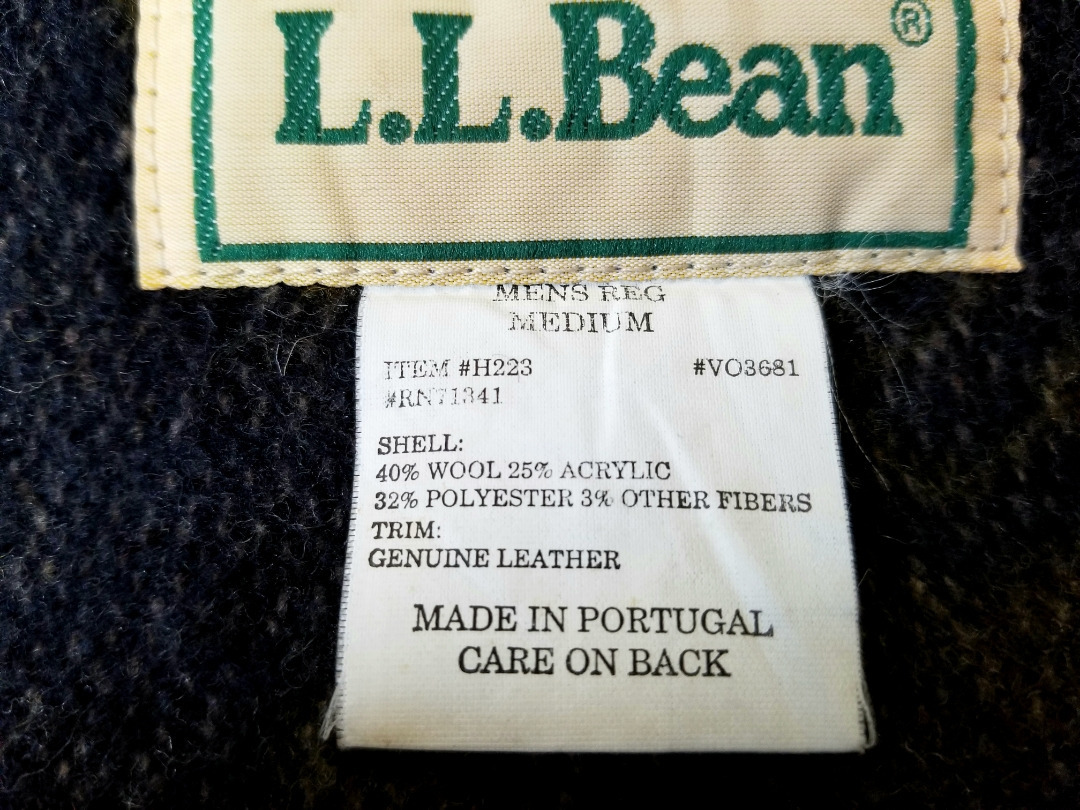 L.L.Bean®
MENS REG
MEDIUM
ITEM #H223 #VO3681
#RN71341
SHELL:
40% WOOL 25% ACRYLIC
32% POLYESTER 3% OTHER FIBERS
TRIM:
GENUINE LEATHER
MADE IN PORTUGAL
CARE ON BACK